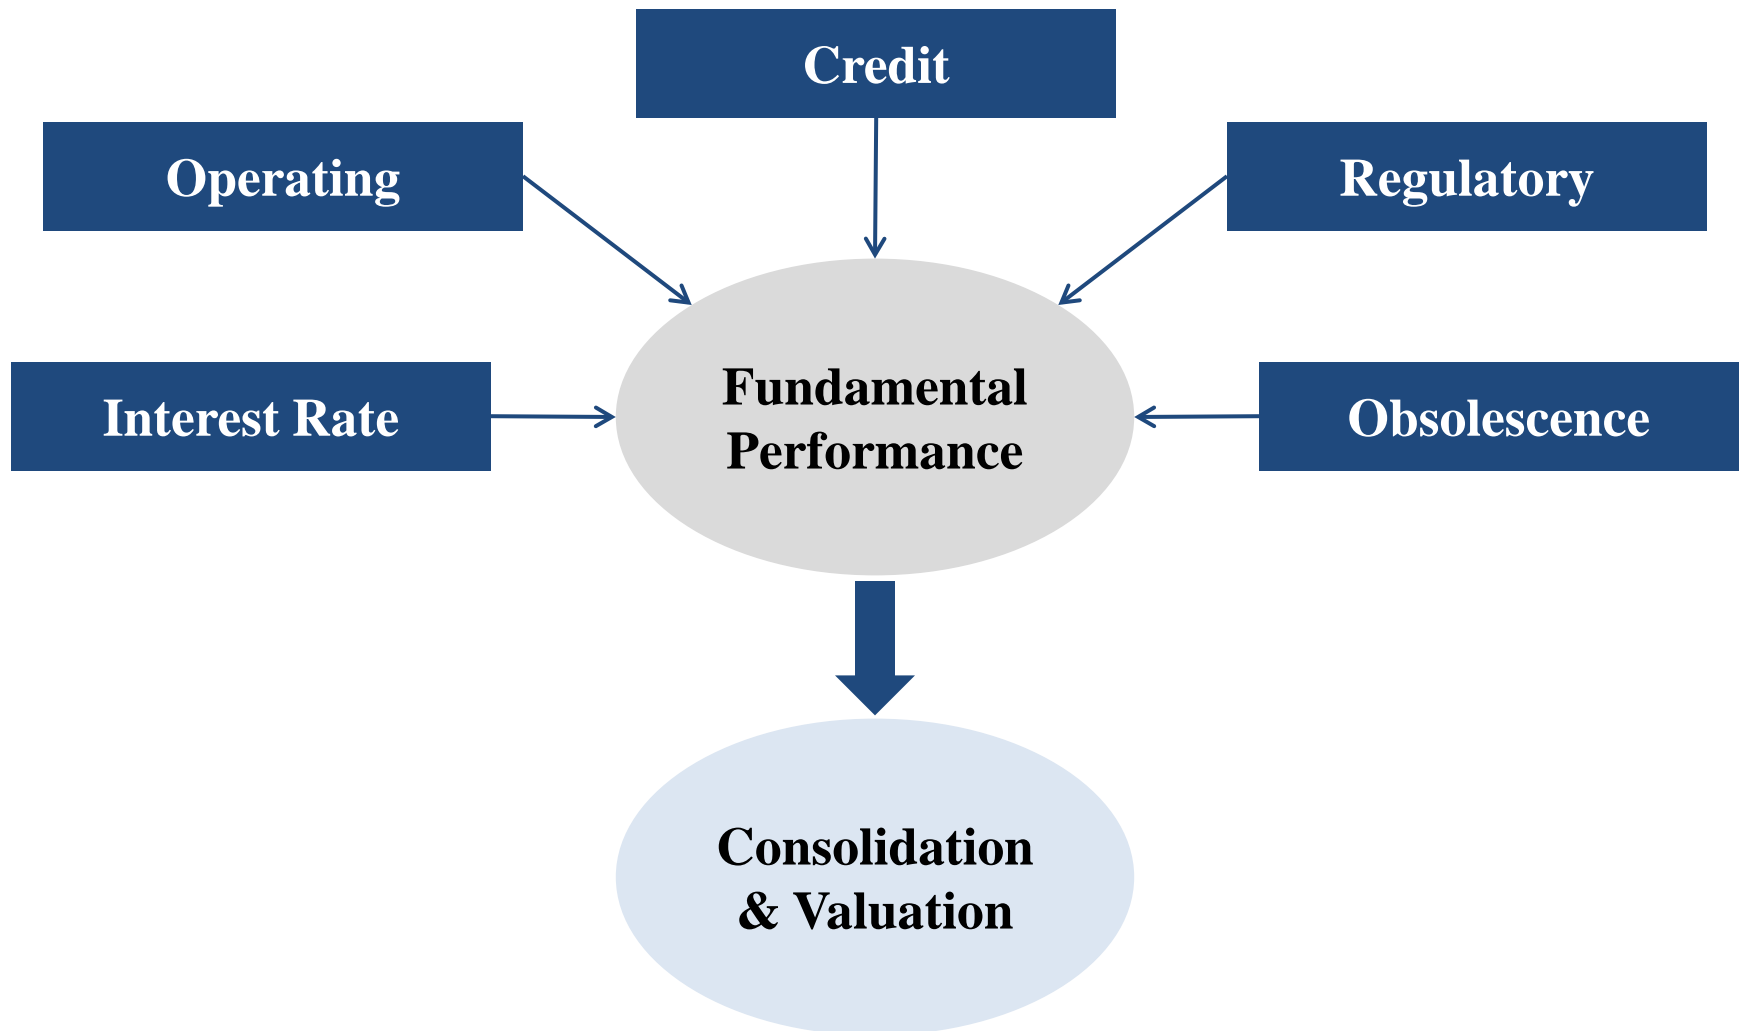 Credit
Operating
Regulatory
Interest Rate
Fundamental
Performance
Obsolescence
Consolidation
& Valuation